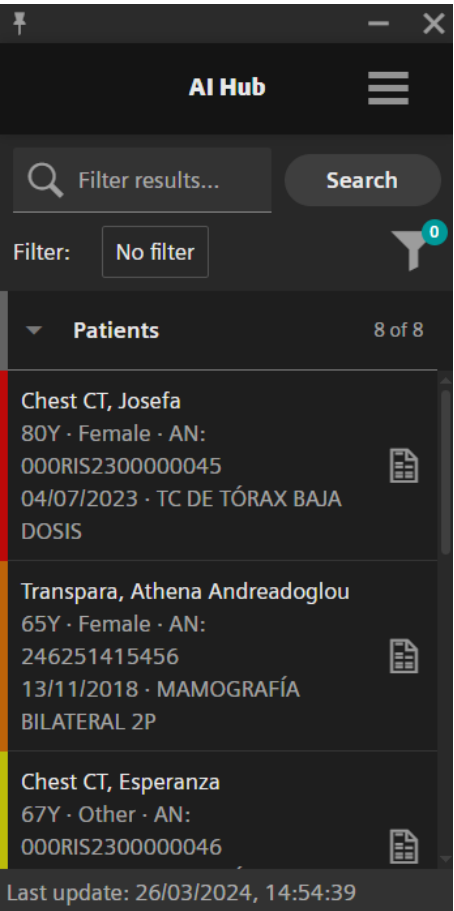 AI Hub
Filter results...
Search
Filter:
No filter
0
Patients
8 of 8
Chest CT, Josefa
80Y · Female · AN:
000RIS2300000045
04/07/2023 · TC DE TÓRAX BAJA
DOSIS
Transpara, Athena Andreadoglou
65Y · Female · AN:
246251415456
13/11/2018 · MAMOGRAFÍA
BILATERAL 2P
Chest CT, Esperanza
67Y · Other · AN:
000RIS2300000046
Last update: 26/03/2024, 14:54:39